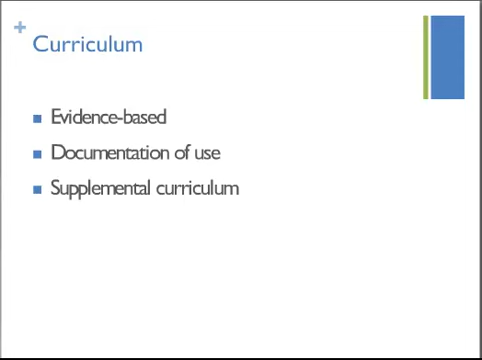 +
Curriculum
Evidence-based
Documentation of use
Supplemental curriculum